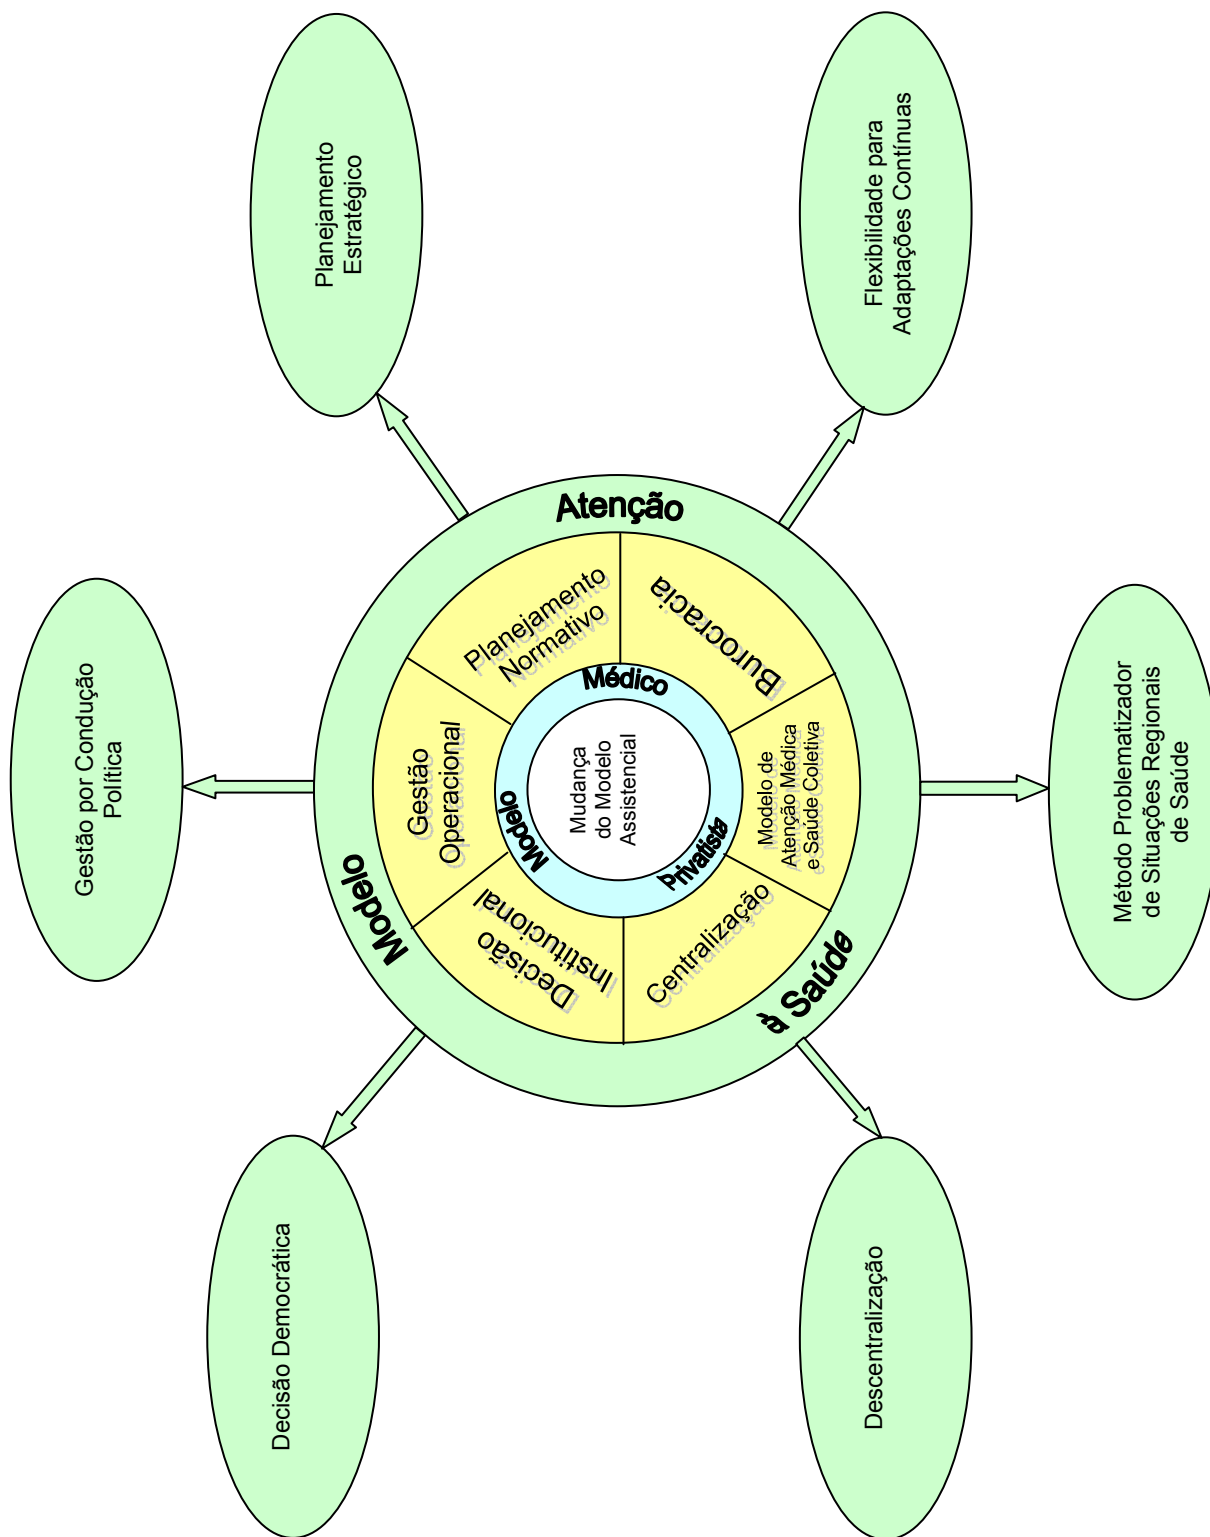 Gestão por Condução
Política
Planejamento
Estratégico
Decisão Democrática
Flexibilidade para
Adaptações Contínuas
Descentralização
Método Problematizador
de Situações Regionais
de Saúde
Modelo
Atenção
à Saúde
Gestão
Operacional
Planejamento
Normativo
Burocracia
Modelo de
Atenção Médica
e Saúde Coletiva
Centralização
Decisão
Institucional
Modelo
Médico
Privatista
Mudança
do Modelo
Assistencial